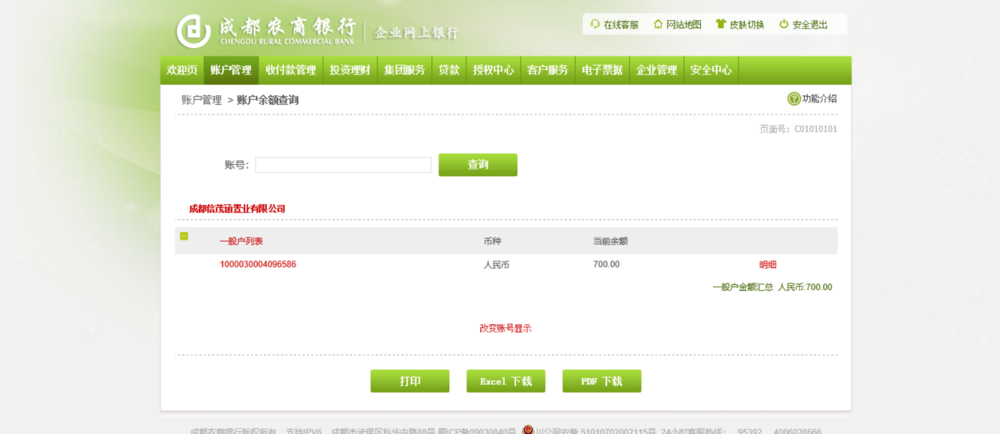 成都农商银行 企业网上银行
CHENGDU RURAL COMMERCIAL BANK
在线客服 网站地图 皮肤切换 安全退出
欢迎页 账户管理 收付款管理 投资理财 集团服务 贷款 授权中心 客户服务 电子票据 企业管理 安全中心
账户管理 > 账户余额查询 功能介绍
页面号: C01010101
账号: 查询
成都信茂涵置业有限公司
一般户列表 币种 当前余额
1000030004096586 人民币 700.00 明细
一般户金额汇总 人民币:700.00
改变账号显示
打印 Excel 下载 PDF 下载
成都农商银行版权所有 支持IPV6 成都市武侯区科华中路88号 蜀ICP备09030840号 川公网安备 51010702002115号 24小时客服热线: 95392 4006028666